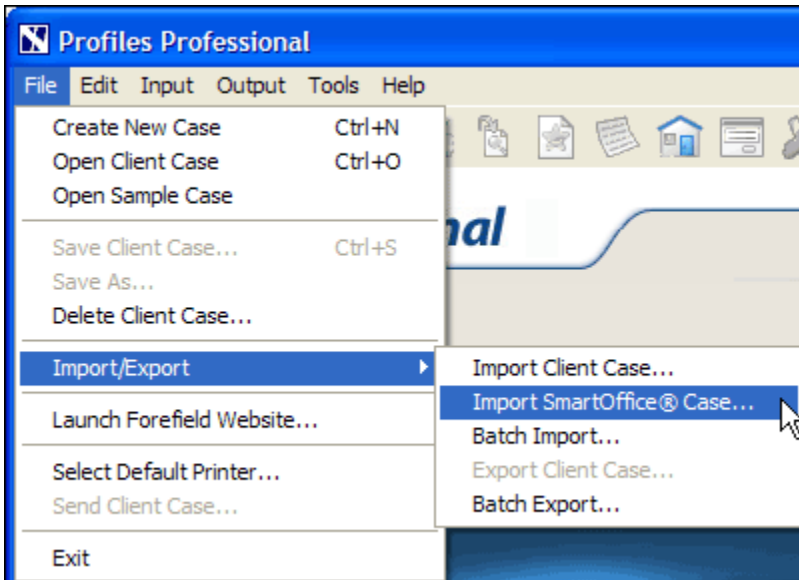 Profiles Professional
File Edit Input Output Tools Help
Create New Case Ctrl+N
Open Client Case Ctrl+O
Open Sample Case
nal
Save Client Case... Ctrl+S
Save As...
Delete Client Case...
Import/Export
Import Client Case...
Import SmartOffice® Case...
Launch Forefield Website...
Batch Import...
Select Default Printer...
Export Client Case...
Send Client Case...
Batch Export...
Exit